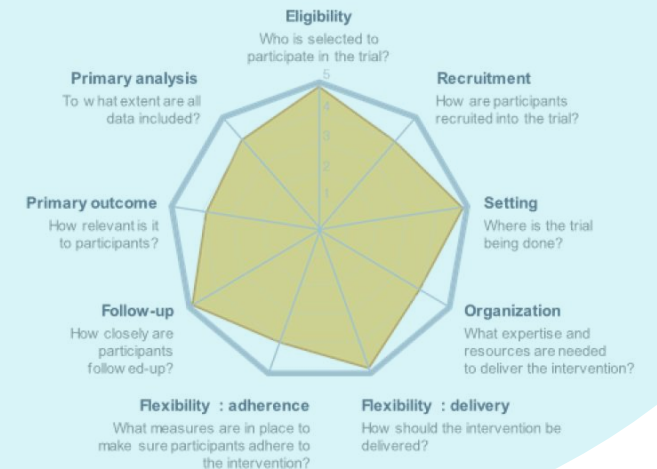 Eligibility
Who is selected to
participate in the trial?
Primary analysis
To what extent are all
data included?
Recruitment
How are participants
recruited into the trial?
5
4
3
2
1
Primary outcome
How relevant is it
to participants?
Setting
Where is the trial
being done?
Follow-up
How closely are
participants
followed-up?
Organization
What expertise and
resources are needed
to deliver the intervention?
Flexibility : adherence
What measures are in place to
make sure participants adhere to
the intervention?
Flexibility : delivery
How should the intervention be
delivered?